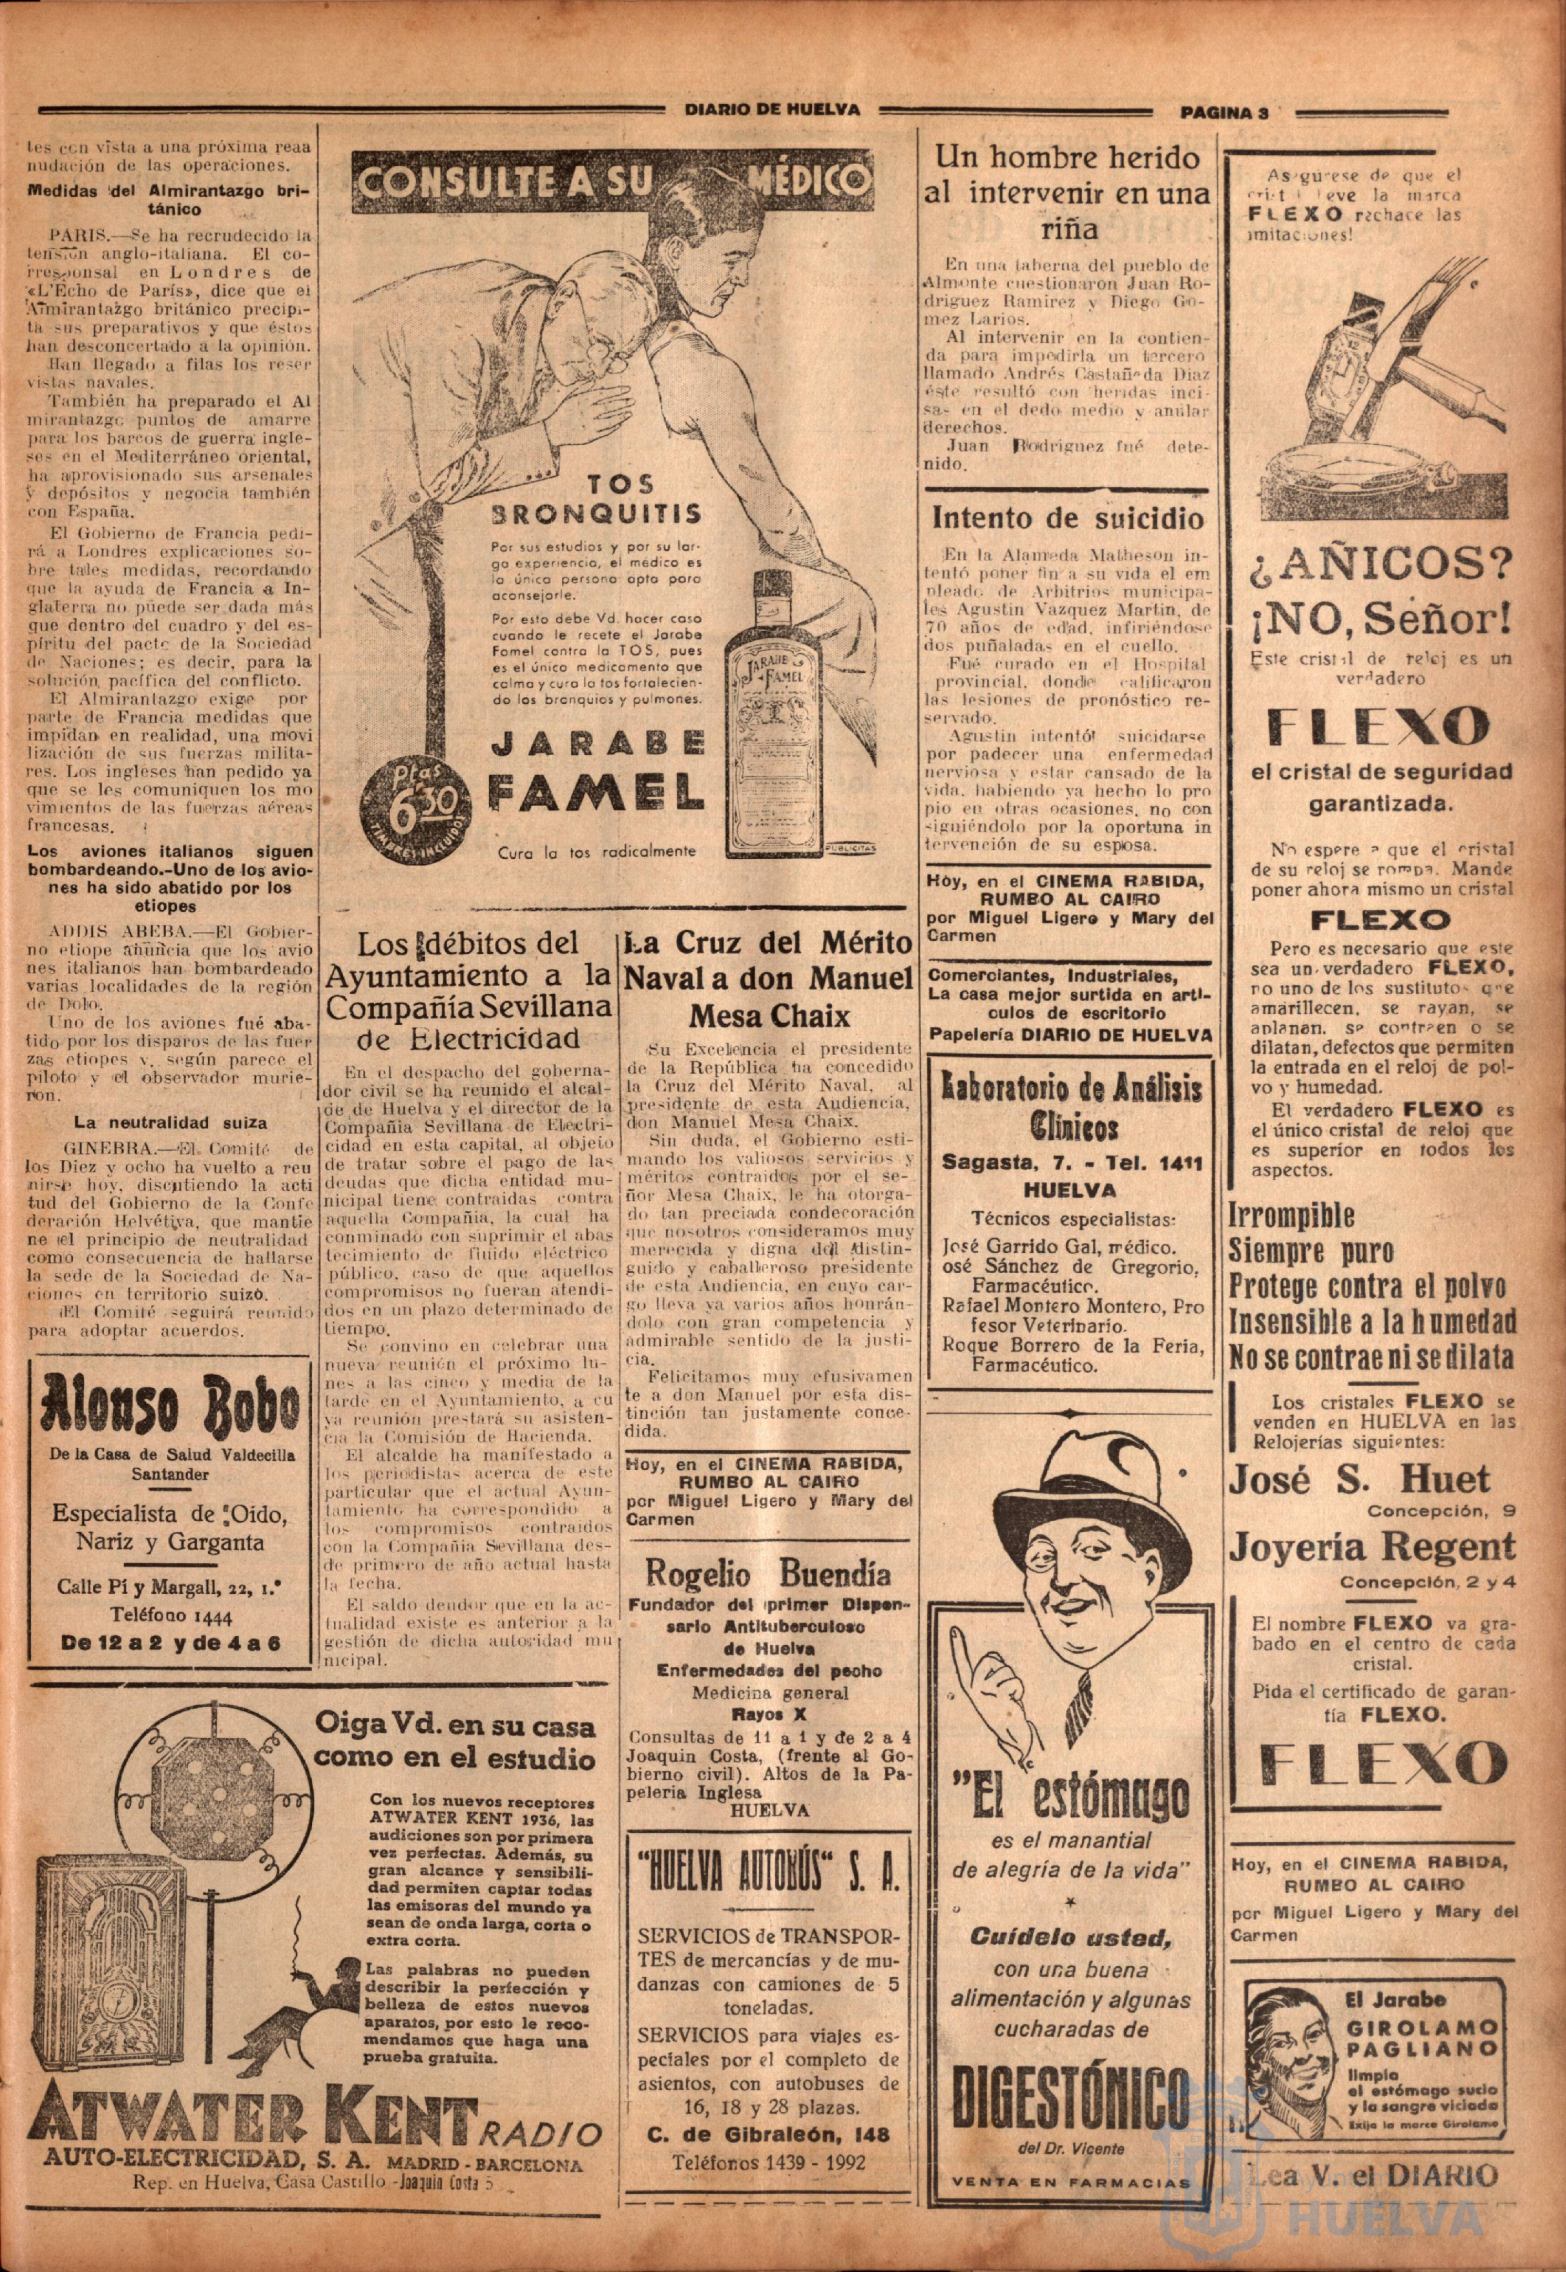 DIARIO DE HUELVA
PAGINA 3
tes con vista a una próxima reaa
nudación de las operaciones.
Medidas del Almirantazgo bri-
tánico
PARIS.—Se ha recrudecido la
tensión anglo-italiana. El co-
rresponsal en Londres de
«L'Echo de París», dice que el
Almirantazgo británico precipi-
ta sus preparativos y que éstos
han desconcertado a la opinión.
Han llegado a filas los reser
vistas navales.
También ha preparado el Al
mirantazgo puntos de amarre
para los barcos de guerra ingle-
ses en el Mediterráneo oriental,
ha aprovisionado sus arsenales
y depósitos y negocia también
con España.
El Gobierno de Francia pedi-
rá a Londres explicaciones so-
bre tales medidas, recordando
que la ayuda de Francia a In-
glaterra no puede ser dada más
que dentro del cuadro y del es-
píritu del pacto de la Sociedad
de Naciones; es decir, para la
solución pacífica del conflicto.
El Almirantazgo exige por
parte de Francia medidas que
impidan en realidad, una movi
lización de sus fuerzas milita-
res. Los ingleses han pedido ya
que se les comuniquen los mo
vimientos de las fuerzas aéreas
francesas.
Los aviones italianos siguen
bombardeando.-Uno de los avio-
nes ha sido abatido por los
etiopes
ADDIS ABEBA.—El Gobier-
no etiope anuncia que los avio
nes italianos han bombardeado
varias localidades de la región
de Dolo.
Uno de los aviones fué aba-
tido por los disparos de las fuer
zas etiopes y, según parece el
piloto y el observador murie-
ron.
La neutralidad suiza
GINEBRA.—El Comité de
los Diez y ocho ha vuelto a reu
nirse hoy, discutiendo la acti
tud del Gobierno de la Confe
deración Helvétiva, que mantie
ne el principio de neutralidad
como consecuencia de hallarse
la sede de la Sociedad de Na-
ciones en territorio suizo.
El Comité seguirá reunido
para adoptar acuerdos.
Alonso Bobo
De la Casa de Salud Valdecilla
Santander
Especialista de Oido,
Nariz y Garganta
Calle Pí y Margall, 22, 1.º
Teléfono 1444
De 12 a 2 y de 4 a 6
CONSULTE A SU MÉDICO
TOS
BRONQUITIS
Por sus estudios y por su lar-
ga experiencia, el médico es
la única persona apta para
aconsejarle.
Por esto debe Vd. hacer caso
cuando le recete el Jarabe
Famel contra la TOS, pues
es el único medicamento que
calma y cura la tos fortalecien-
do los bronquios y pulmones.
JARABE
FAMEL
Ptas
6'30
TIMBRES INCLUIDOS
Cura la tos radicalmente
JARABE
FAMEL
PUBLICITAS
Los débitos del
Ayuntamiento a la
Compañía Sevillana
de Electricidad
En el despacho del goberna-
dor civil se ha reunido el alcal-
de de Huelva y el director de la
Compañía Sevillana de Electri-
cidad en esta capital, al objeto
de tratar sobre el pago de las
deudas que dicha entidad mu-
nicipal tiene contraidas contra
aquella Compañía, la cual ha
conminado con suprimir el abas
tecimiento de fluido eléctrico
público, caso de que aquellos
compromisos no fueran atendi-
dos en un plazo determinado de
tiempo.
Se convino en celebrar una
nueva reunión el próximo lu-
nes a las cinco y media de la
tarde en el Ayuntamiento, a cu
ya reunión prestará su asisten-
cia la Comisión de Hacienda.
El alcalde ha manifestado a
los periodistas acerca de este
particular que el actual Ayun-
tamiento ha correspondido a
los compromisos contraidos
con la Compañía Sevillana des-
de primero de año actual hasta
la fecha.
El saldo deudor que en la ac-
tualidad existe es anterior a la
gestión de dicha autoridad mu
nicipal.
La Cruz del Mérito
Naval a don Manuel
Mesa Chaix
Su Excelencia el presidente
de la República ha concedido
la Cruz del Mérito Naval, al
presidente de esta Audiencia,
don Manuel Mesa Chaix.
Sin duda, el Gobierno esti-
mando los valiosos servicios y
méritos contraidos por el se-
ñor Mesa Chaix, le ha otorga-
do tan preciada condecoración
que nosotros consideramos muy
merecida y digna del distin-
guido y caballeroso presidente
de esta Audiencia, en cuyo car-
go lleva ya varios años honrán-
dolo con gran competencia y
admirable sentido de la justi-
cia.
Felicitamos muy efusivamen
te a don Manuel por esta dis-
tinción tan justamente conce-
dida.
Hoy, en el CINEMA RABIDA,
RUMBO AL CAIRO
por Miguel Ligero y Mary del
Carmen
Rogelio Buendía
Fundador del primer Dispen-
sario Antituberculoso
de Huelva
Enfermedades del pecho
Medicina general
Rayos X
Consultas de 11 a 1 y de 2 a 4
Joaquin Costa, (frente al Go-
bierno civil). Altos de la Pa-
peleria Inglesa
HUELVA
"HUELVA AUTOBÚS" S. A.
SERVICIOS de TRANSPOR-
TES de mercancías y de mu-
danzas con camiones de 5
toneladas.
SERVICIOS para viajes es-
peciales por el completo de
asientos, con autobuses de
16, 18 y 28 plazas.
C. de Gibraleón, 148
Teléfonos 1439 - 1992
Oiga Vd. en su casa
como en el estudio
Con los nuevos receptores
ATWATER KENT 1936, las
audiciones son por primera
vez perfectas. Además, su
gran alcance y sensibili-
dad permiten captar todas
las emisoras del mundo ya
sean de onda larga, corta o
extra corta.
Las palabras no pueden
describir la perfección y
belleza de estos nuevos
aparatos, por esto le reco-
mendamos que haga una
prueba gratuita.
ATWATER KENT RADIO
AUTO-ELECTRICIDAD, S. A. MADRID - BARCELONA
Rep. en Huelva, Casa Castillo -Joaquin Costa 5
Un hombre herido
al intervenir en una
riña
En una taberna del pueblo de
Almonte cuestionaron Juan Ro-
driguez Ramirez y Diego Go-
mez Larios.
Al intervenir en la contien-
da para impedirla un tercero
llamado Andrés Castañeda Diaz
éste resultó con heridas inci-
sas en el dedo medio y anular
derechos.
Juan Rodriguez fué dete-
nido.
Intento de suicidio
En la Alameda Matheson in-
tentó poner fin a su vida el em
pleado de Arbitrios municipa-
les Agustin Vazquez Martin, de
70 años de edad, infiriéndose
dos puñaladas en el cuello.
Fué curado en el Hospital
provincial, donde calificaron
las lesiones de pronóstico re-
servado.
Agustin intentó suicidarse
por padecer una enfermedad
nerviosa y estar cansado de la
vida, habiendo ya hecho lo pro
pio en otras ocasiones, no con
siguiéndolo por la oportuna in
tervención de su esposa.
Hoy, en el CINEMA RABIDA,
RUMBO AL CAIRO
por Miguel Ligero y Mary del
Carmen
Comerciantes, Industriales,
La casa mejor surtida en artí-
culos de escritorio
Papelería DIARIO DE HUELVA
Laboratorio de Análisis
Clínicos
Sagasta, 7. - Tel. 1411
HUELVA
Técnicos especialistas:
José Garrido Gal, médico.
osé Sánchez de Gregorio,
Farmacéutico.
Rafael Montero Montero, Pro
fesor Veterinario.
Roque Borrero de la Feria,
Farmacéutico.
"El estómago
es el manantial
de alegría de la vida"
Cuídelo usted,
con una buena
alimentación y algunas
cucharadas de
DIGESTÓNICO
del Dr. Vicente
VENTA EN FARMACIAS
Asegúrese de que el
leve la marca
FLEXO rechace las
imitaciones!
¿AÑICOS?
¡NO, Señor!
Este cristal de reloj es un
verdadero
FLEXO
el cristal de seguridad
garantizada.
No espere a que el cristal
de su reloj se rompa. Mande
poner ahora mismo un cristal
FLEXO
Pero es necesario que este
sea un verdadero FLEXO,
no uno de los sustitutos que
amarillecen, se rayan, se
aplanan, se contraen o se
dilatan, defectos que permiten
la entrada en el reloj de pol-
vo y humedad.
El verdadero FLEXO es
el único cristal de reloj que
es superior en todos los
aspectos.
Irrompible
Siempre puro
Protege contra el polvo
Insensible a la humedad
No se contrae ni se dilata
Los cristales FLEXO se
venden en HUELVA en las
Relojerías siguientes:
José S. Huet
Concepción, 9
Joyería Regent
Concepción, 2 y 4
El nombre FLEXO va gra-
bado en el centro de cada
cristal.
Pida el certificado de garan-
tía FLEXO.
FLEXO
Hoy, en el CINEMA RABIDA,
RUMBO AL CAIRO
por Miguel Ligero y Mary del
Carmen
El Jarabe
GIROLAMO
PAGLIANO
limpia
el estómago sucio
y la sangre viciada
Exija la marca Girolamo
Lea V. el DIARIO
HUELVA